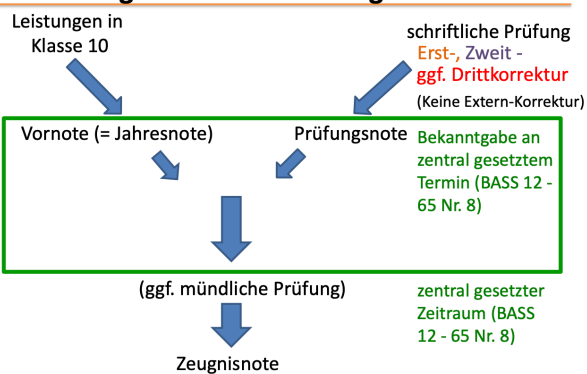 Leistungen in
Klasse 10
schriftliche Prüfung
Erst-, Zweit -
ggf. Drittkorrektur
(Keine Extern-Korrektur)
Vornote (= Jahresnote)
Prüfungsnote
Bekanntgabe an
zentral gesetztem
Termin (BASS 12 -
65 Nr. 8)
(ggf. mündliche Prüfung)
zentral gesetzter
Zeitraum (BASS
12 - 65 Nr. 8)
Zeugnisnote